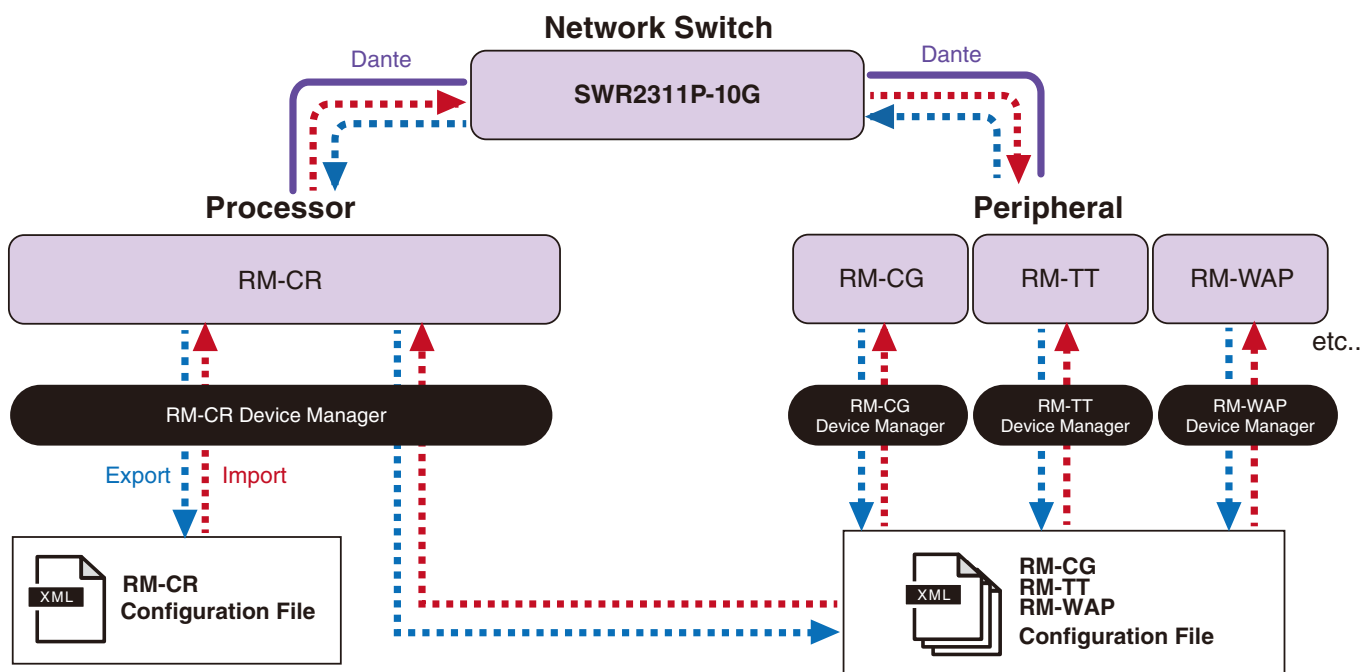 Network Switch
Dante
Dante
SWR2311P-10G
Processor
Peripheral
RM-CR
RM-CG
RM-TT
RM-WAP
etc..
RM-CR Device Manager
RM-CG
Device Manager
RM-TT
Device Manager
RM-WAP
Device Manager
Export
Import
XML
RM-CR
Configuration File
XML
RM-CG
RM-TT
RM-WAP
Configuration File